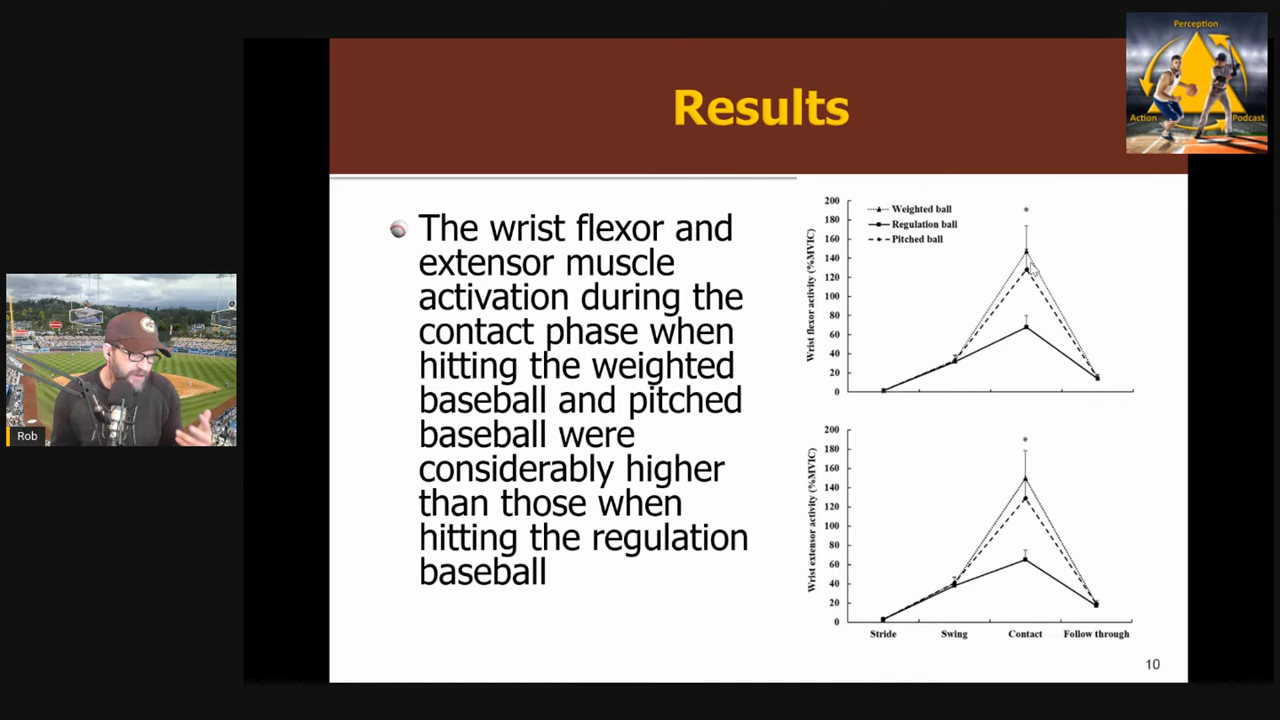 Results
Perception
Action
Podcast
The wrist flexor and
extensor muscle
activation during the
contact phase when
hitting the weighted
baseball and pitched
baseball were
considerably higher
than those when
hitting the regulation
baseball
Rob
Wrist flexor activity (%MVIC)
200
180
160
140
120
100
80
60
40
20
0
*
Weighted ball
Regulation ball
Pitched ball
Wrist extensor activity (%MVIC)
200
180
160
140
120
100
80
60
40
20
0
*
Stride
Swing
Contact
Follow through
10